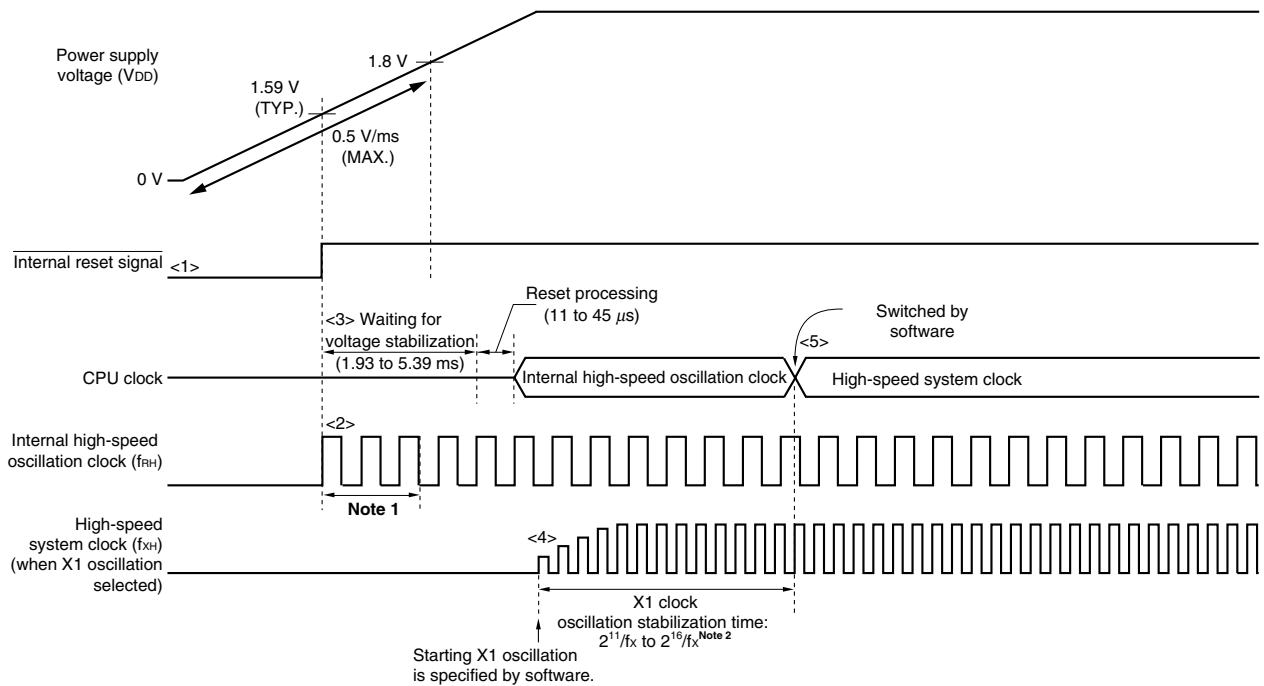 Power supply
voltage (VDD)
1.8 V
1.59 V
(TYP.)
0.5 V/ms
(MAX.)
0 V
Internal reset signal
<1>
Reset processing
(11 to 45 μs)
<3> Waiting for
voltage stabilization
(1.93 to 5.39 ms)
Switched by
software
<5>
CPU clock
Internal high-speed oscillation clock
High-speed system clock
Internal high-speed
oscillation clock (fRH)
<2>
Note 1
High-speed
system clock (fXH)
(when X1 oscillation
selected)
<4>
X1 clock
oscillation stabilization time:
2¹¹/fX to 2¹⁶/fX Note 2
Starting X1 oscillation
is specified by software.